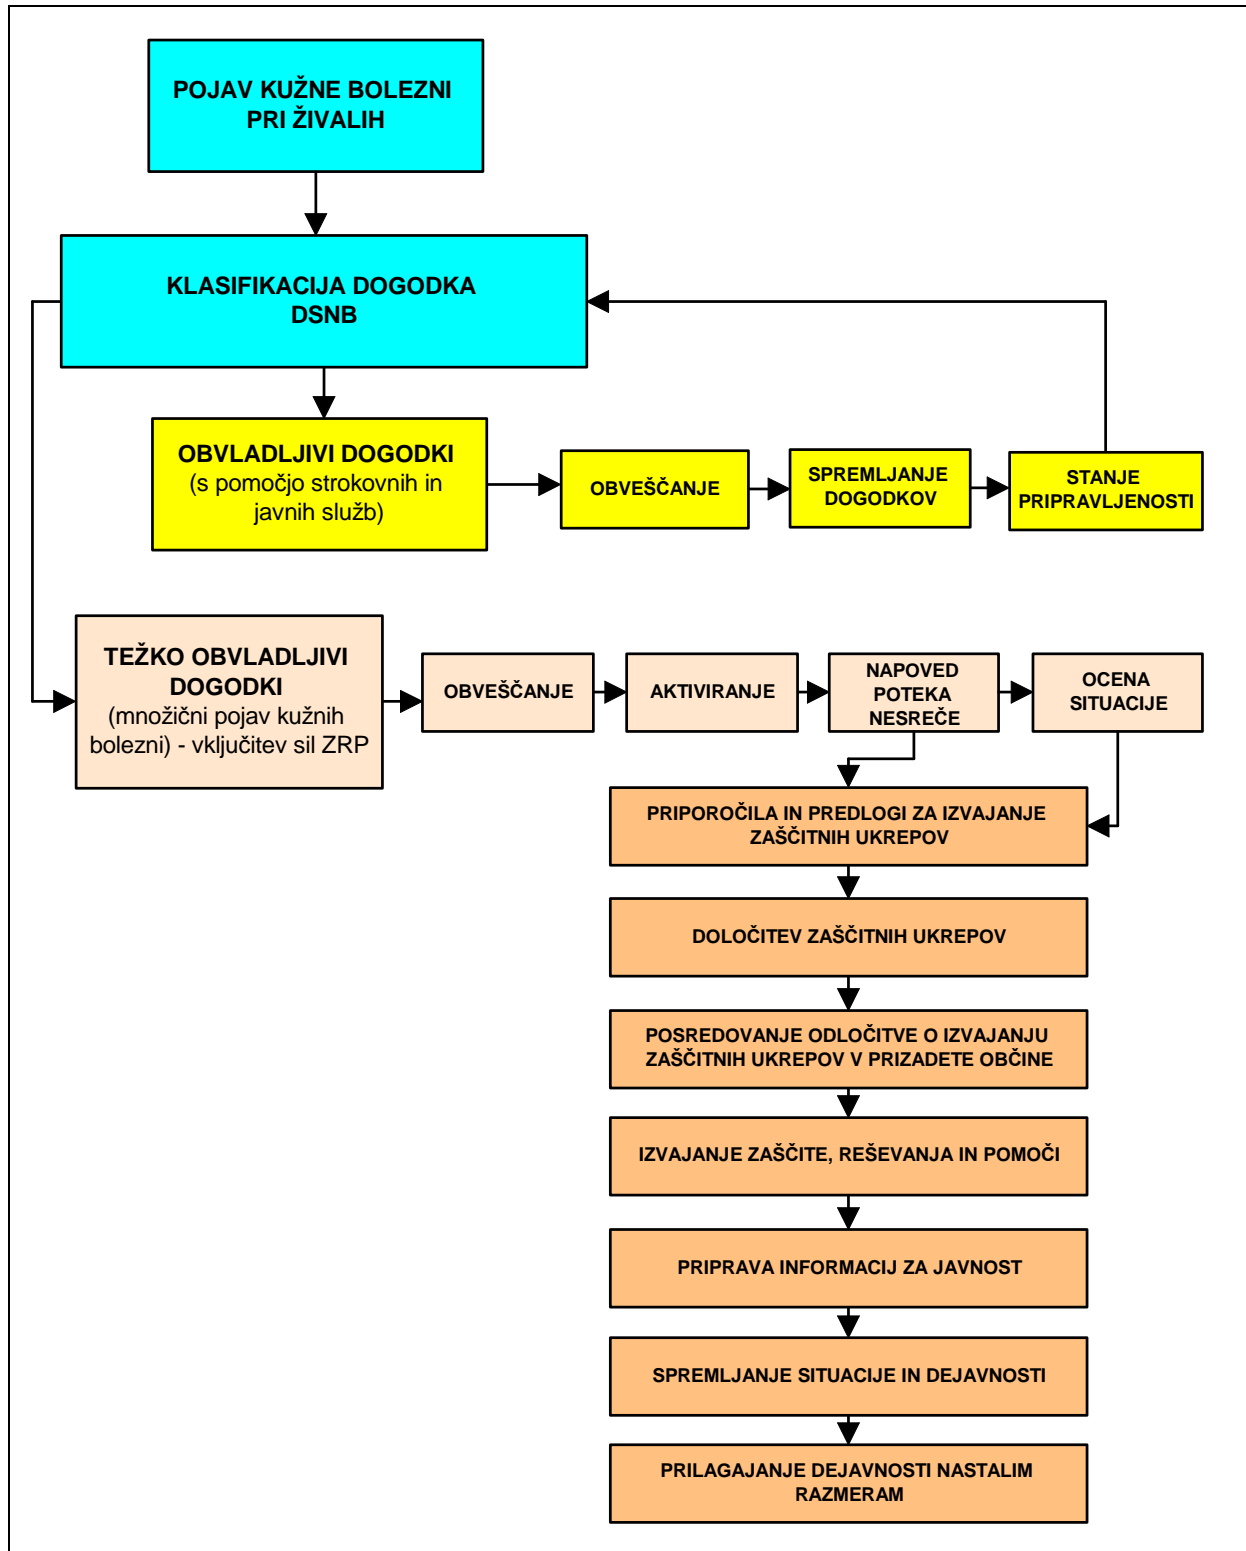 POJAV KUŽNE BOLEZNI
PRI ŽIVALIH
KLASIFIKACIJA DOGODKA
DSNB
OBVLADLJIVI DOGODKI
(s pomočjo strokovnih in
javnih služb)
OBVEŠČANJE
SPREMLJANJE
DOGODKOV
STANJE
PRIPRAVLJENOSTI
TEŽKO OBVLADLJIVI
DOGODKI
(množični pojav kužnih
bolezni) - vključitev sil ZRP
OBVEŠČANJE
AKTIVIRANJE
NAPOVED
POTEKA
NESREČE
OCENA
SITUACIJE
PRIPOROČILA IN PREDLOGI ZA IZVAJANJE
ZAŠČITNIH UKREPOV
DOLOČITEV ZAŠČITNIH UKREPOV
POSREDOVANJE ODLOČITVE O IZVAJANJU
ZAŠČITNIH UKREPOV V PRIZADETE OBČINE
IZVAJANJE ZAŠČITE, REŠEVANJA IN POMOČI
PRIPRAVA INFORMACIJ ZA JAVNOST
SPREMLJANJE SITUACIJE IN DEJAVNOSTI
PRILAGAJANJE DEJAVNOSTI NASTALIM
RAZMERAM